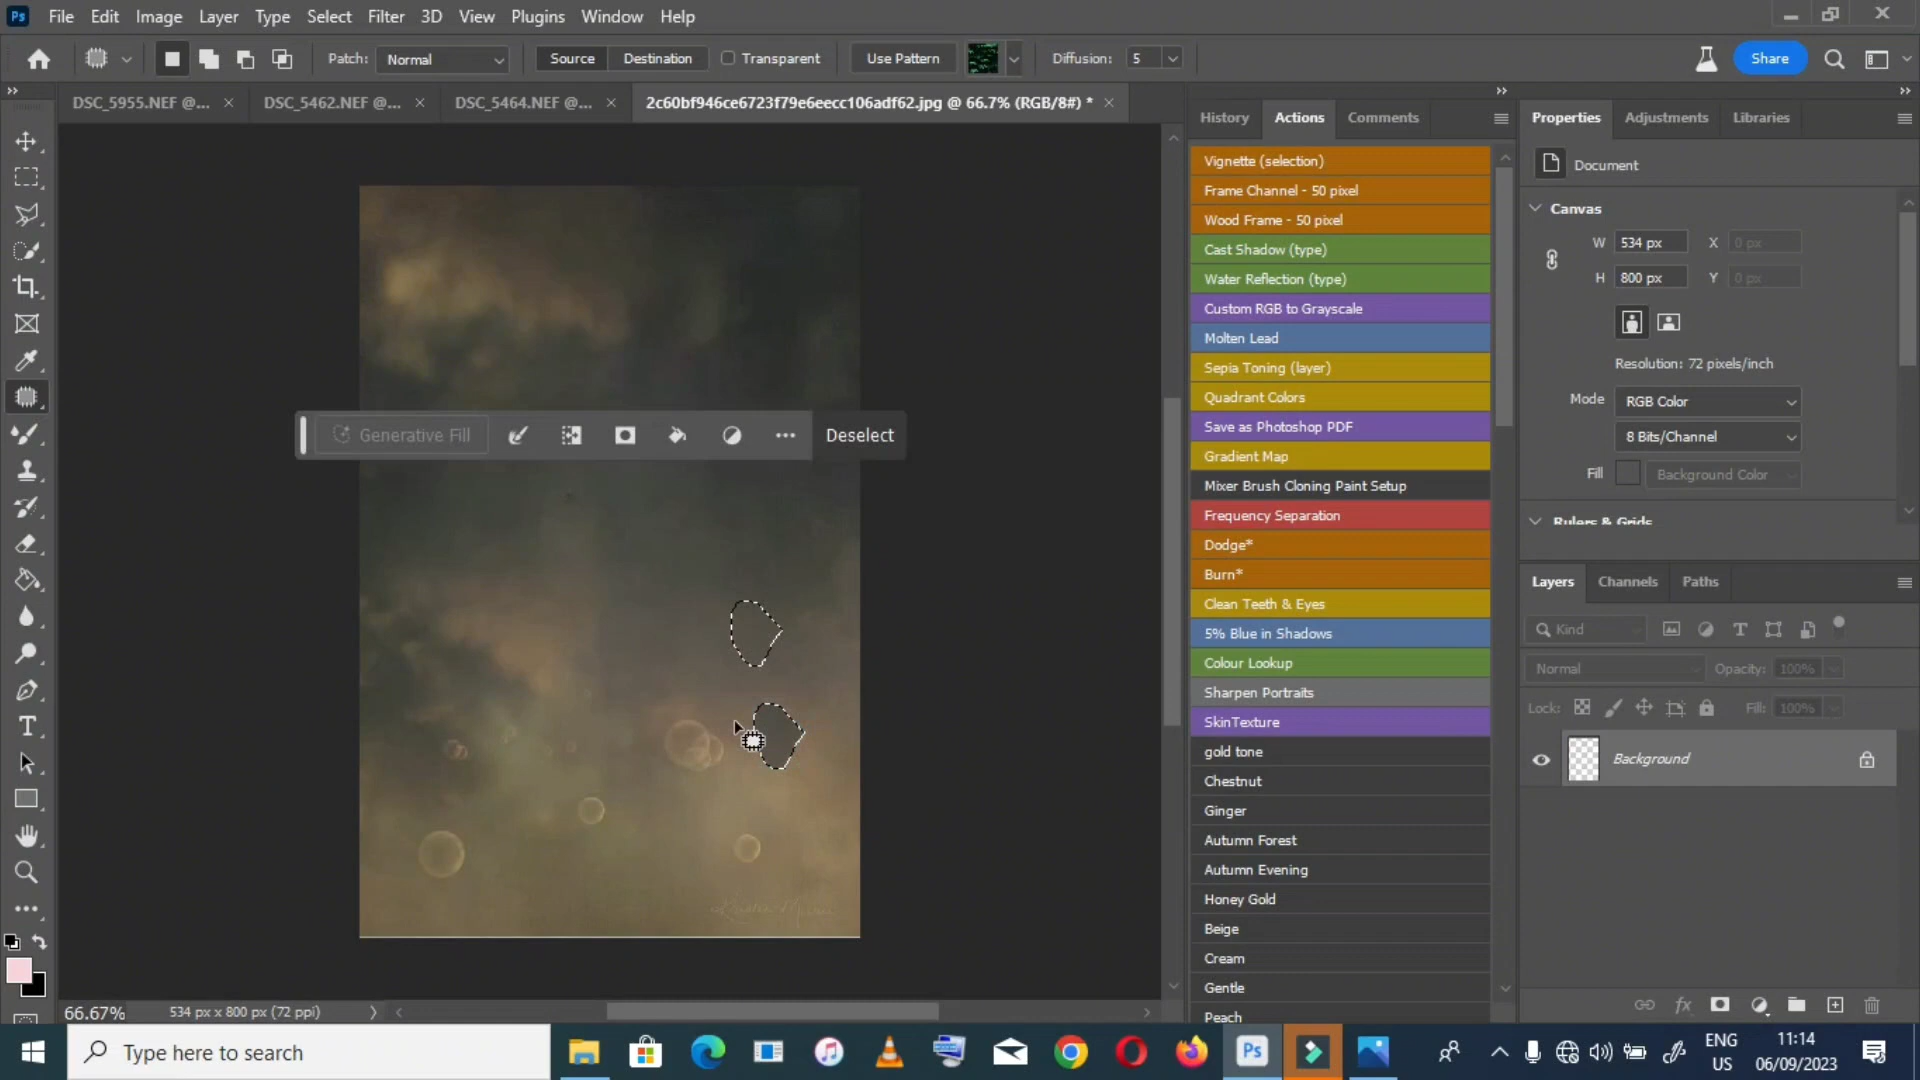 Ps File Edit Image Layer Type Select Filter 3D View Plugins Window Help
Patch: Normal Source Destination Transparent Use Pattern Diffusion: 5 Share
DSC_5955.NEF @... DSC_5462.NEF @... DSC_5464.NEF @... 2c60bf946ce6723f79e6eecc106adf62.jpg @ 66.7% (RGB/8#) *
History Actions Comments
Vignette (selection)
Frame Channel - 50 pixel
Wood Frame - 50 pixel
Cast Shadow (type)
Water Reflection (type)
Custom RGB to Grayscale
Molten Lead
Sepia Toning (layer)
Quadrant Colors
Save as Photoshop PDF
Gradient Map
Mixer Brush Cloning Paint Setup
Frequency Separation
Dodge*
Burn*
Clean Teeth & Eyes
5% Blue in Shadows
Colour Lookup
Sharpen Portraits
SkinTexture
gold tone
Chestnut
Ginger
Autumn Forest
Autumn Evening
Honey Gold
Beige
Cream
Gentle
Peach
Properties Adjustments Libraries
Document
Canvas
W 534 px X 0 px
H 800 px Y 0 px
Resolution: 72 pixels/inch
Mode RGB Color
8 Bits/Channel
Fill Background Color
Rulers & Grids
Layers Channels Paths
Kind
Normal Opacity: 100%
Lock: Fill: 100%
Background
Generative Fill Deselect
66.67% 534 px x 800 px (72 ppi)
Type here to search
Ps
ENG
US
11:14
06/09/2023